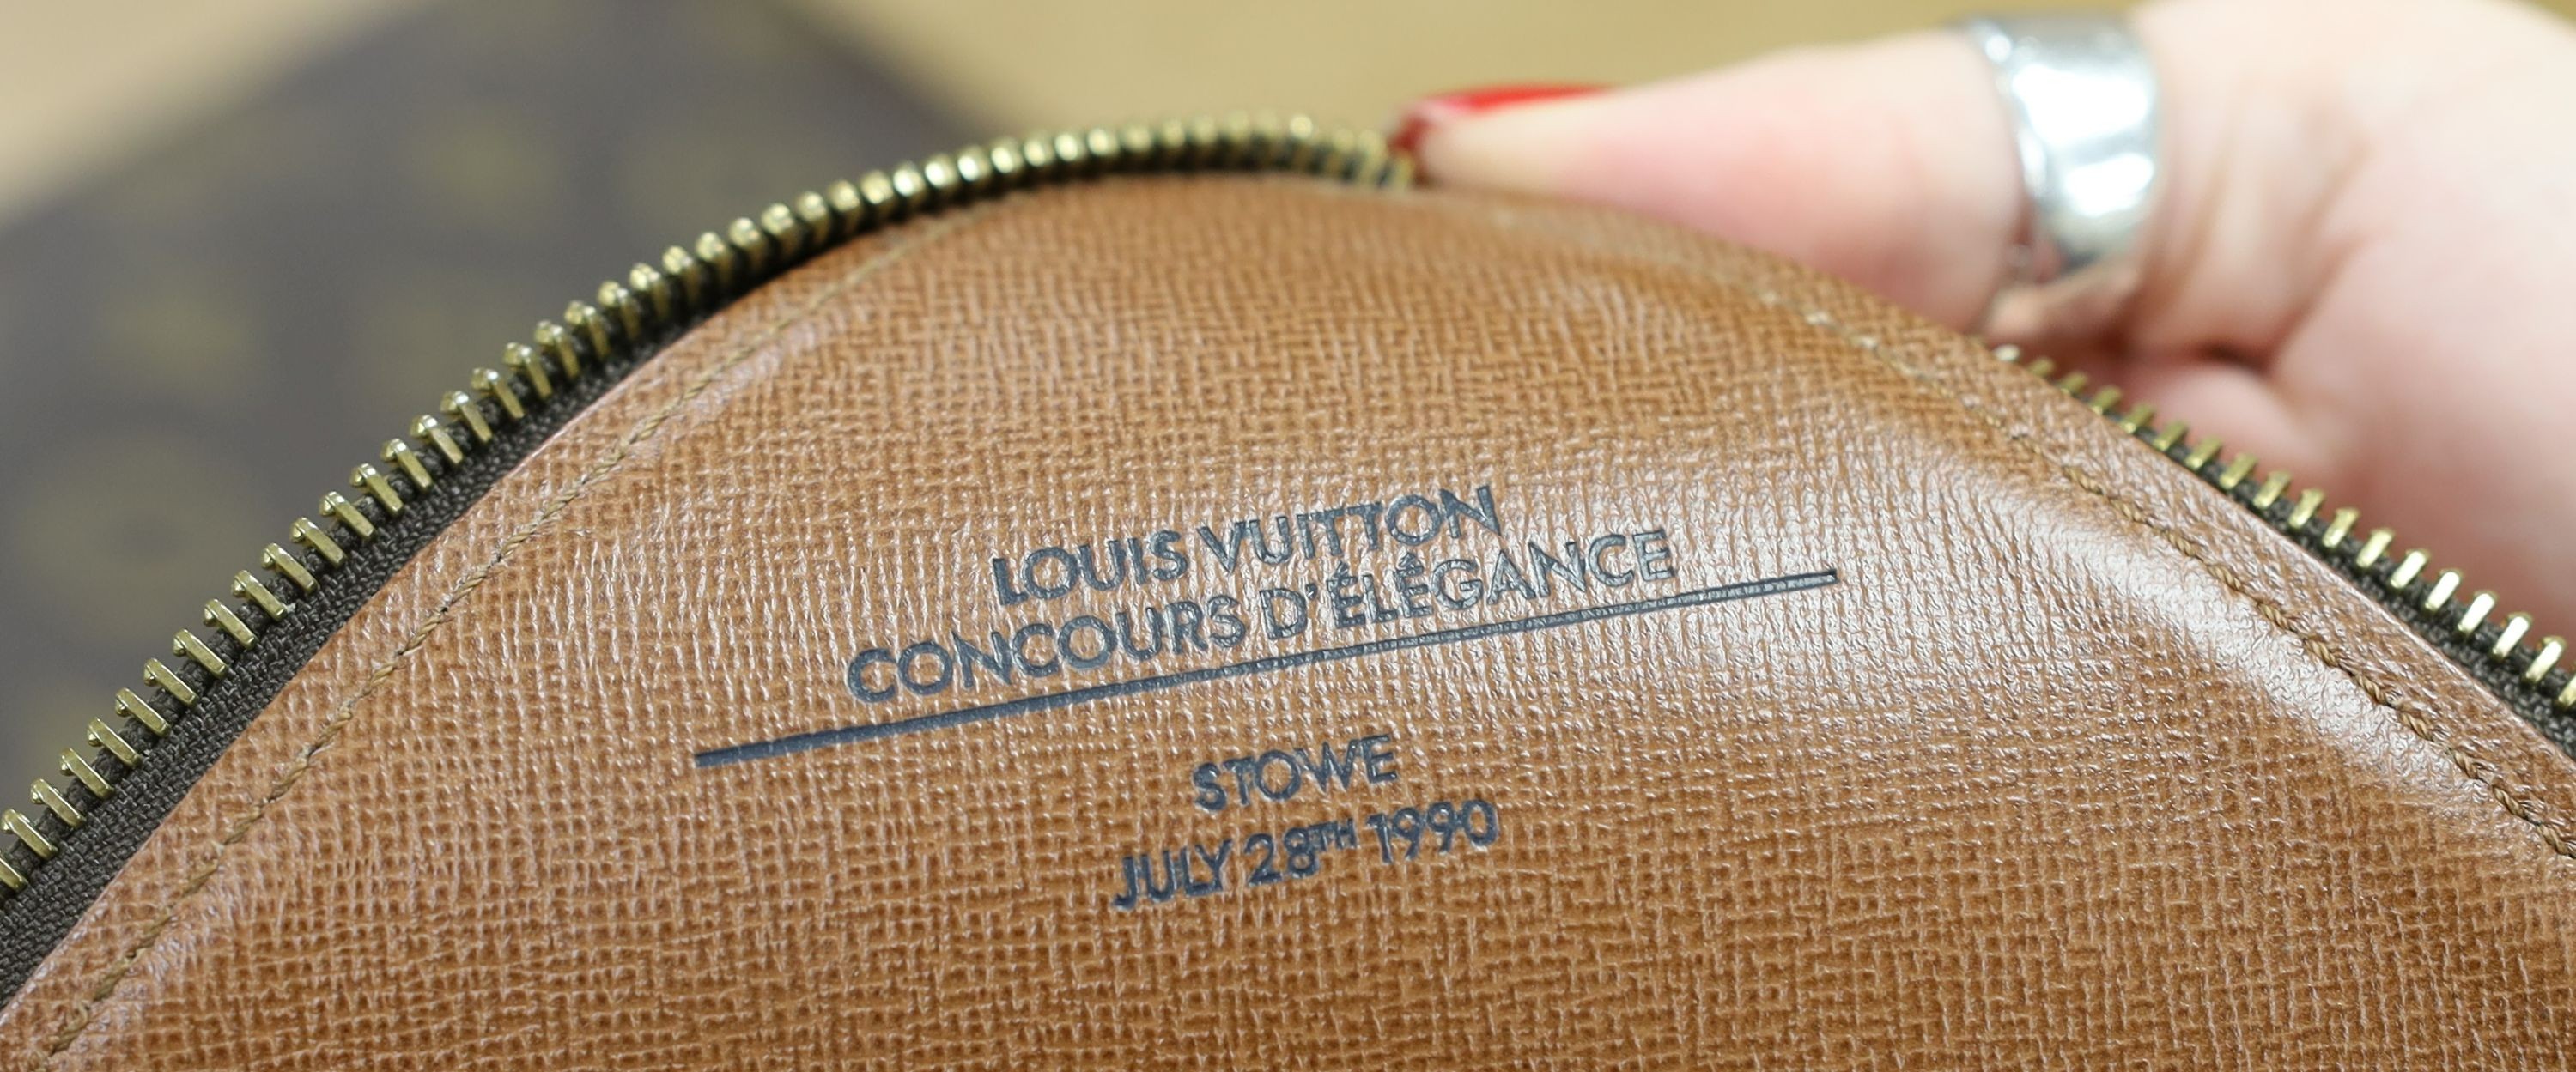 LOUIS VUITTON
CONCOURS D'ÉLÉGANCE
STOWE
JULY 28TH 1990